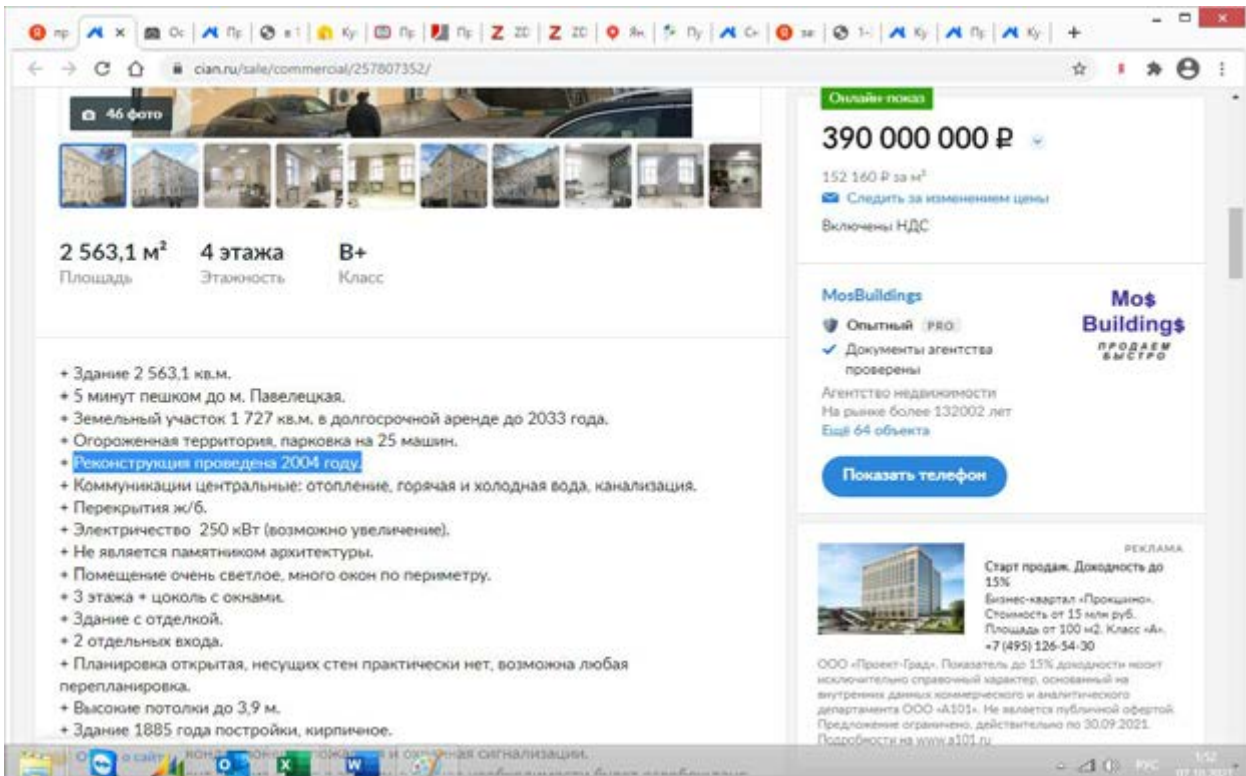 cian.ru/sale/commercial/257807352/
46 фото
2 563,1 м²
4 этажа
B+
Площадь
Этажность
Класс
+ Здание 2 563,1 кв.м.
+ 5 минут пешком до м. Павелецкая.
+ Земельный участок 1 727 кв.м. в долгосрочной аренде до 2033 года.
+ Огороженная территория, парковка на 25 машин.
+ Реконструкция проведена 2004 году.
+ Коммуникации центральные: отопление, горячая и холодная вода, канализация.
+ Перекрытия ж/б.
+ Электричество 250 кВт (возможно увеличение).
+ Не является памятником архитектуры.
+ Помещение очень светлое, много окон по периметру.
+ 3 этажа + цоколь с окнами.
+ Здание с отделкой.
+ 2 отдельных входа.
+ Планировка открытая, несущих стен практически нет, возможна любая
перепланировка.
+ Высокие потолки до 3,9 м.
+ Здание 1885 года постройки, кирпичное.
сигнализации.
Онлайн-показ
390 000 000 ₽
152 160 ₽ за м²
Следить за изменением цены
Включены НДС
MosBuildings
Опытный PRO
Документы агентства
проверены
Агентство недвижимости
На рынке более 132002 лет
Ещё 64 объекта
Mo$
Building$
ПРОДАЕМ
БЫСТРО
Показать телефон
РЕКЛАМА
Старт продаж. Доходность до
15%
Бизнес-квартал «Прокшино».
Стоимость от 15 млн руб.
Площадь от 100 м2. Класс «А».
+7 (495) 126-54-30
ООО «Проект-Град». Показатель до 15% доходности носит
исключительно справочный характер, основанный на
внутренних данных коммерческого и аналитического
департамента ООО «А101». Не является публичной офертой.
Предложение ограничено, действительно по 30.09.2021.
Подробности на www.a101.ru